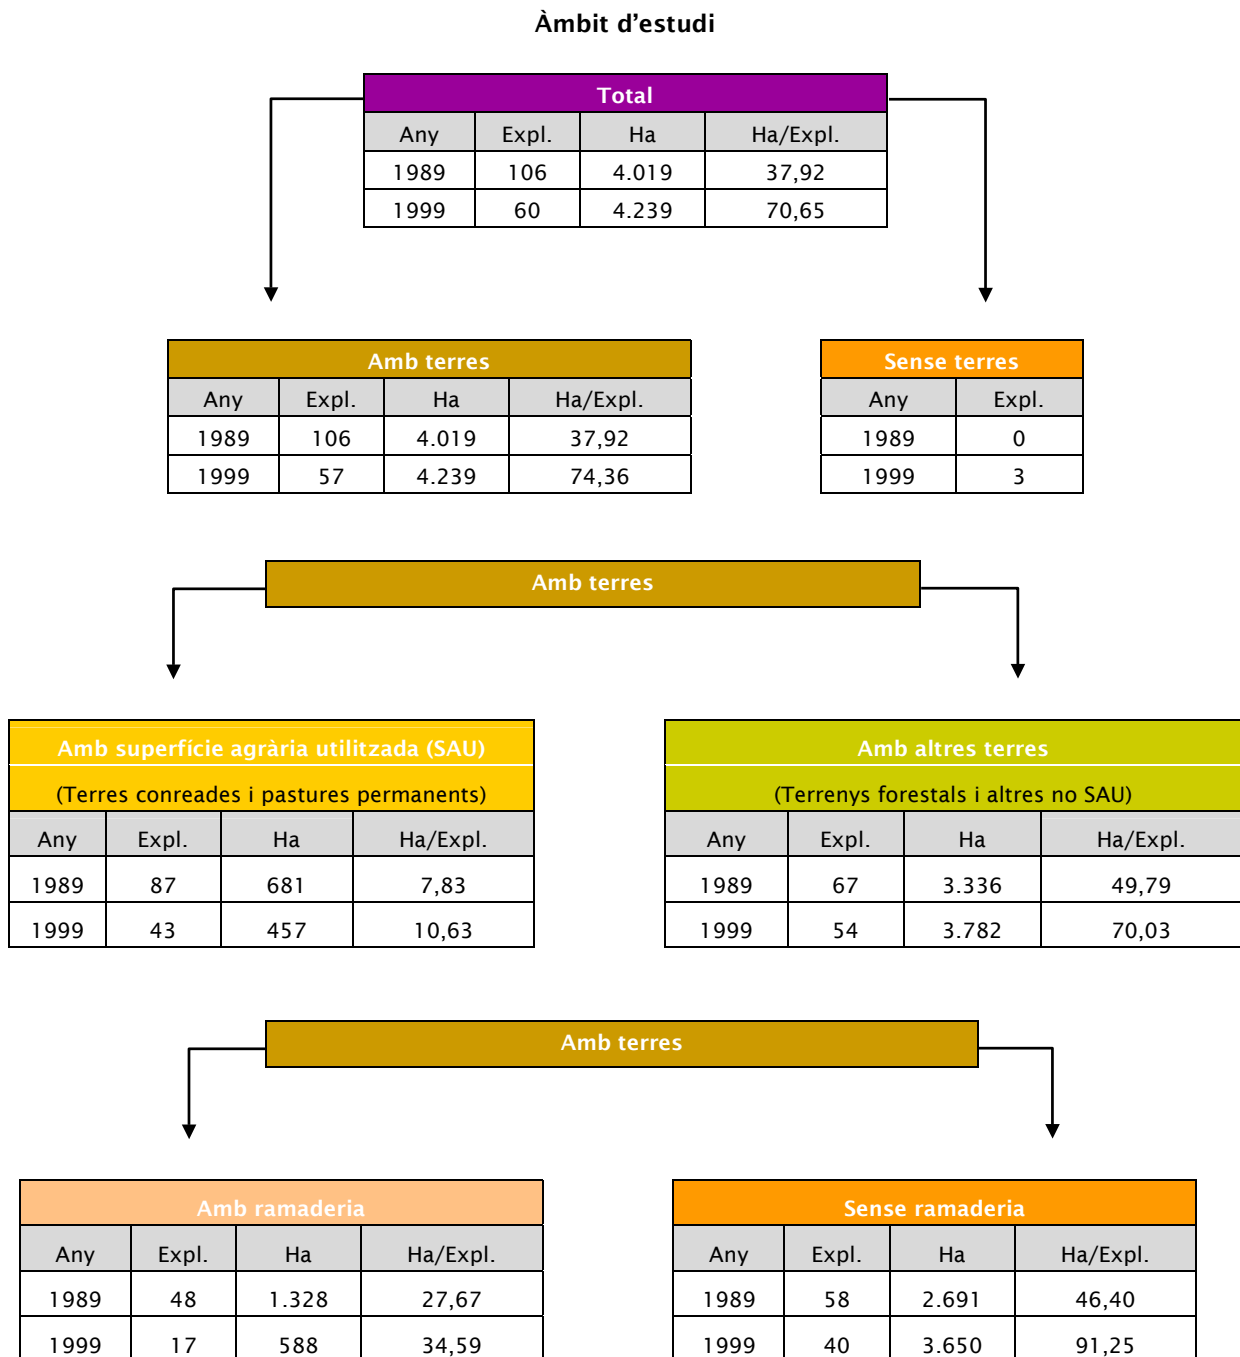 Àmbit d'estudi
Total
Any Expl. Ha Ha/Expl.
1989 106 4.019 37,92
1999 60 4.239 70,65
Amb terres
Any Expl. Ha Ha/Expl.
1989 106 4.019 37,92
1999 57 4.239 74,36
Sense terres
Any Expl.
1989 0
1999 3
Amb terres
Amb superfície agrària utilitzada (SAU)
(Terres conreades i pastures permanents)
Any Expl. Ha Ha/Expl.
1989 87 681 7,83
1999 43 457 10,63
Amb altres terres
(Terrenys forestals i altres no SAU)
Any Expl. Ha Ha/Expl.
1989 67 3.336 49,79
1999 54 3.782 70,03
Amb terres
Amb ramaderia
Any Expl. Ha Ha/Expl.
1989 48 1.328 27,67
1999 17 588 34,59
Sense ramaderia
Any Expl. Ha Ha/Expl.
1989 58 2.691 46,40
1999 40 3.650 91,25